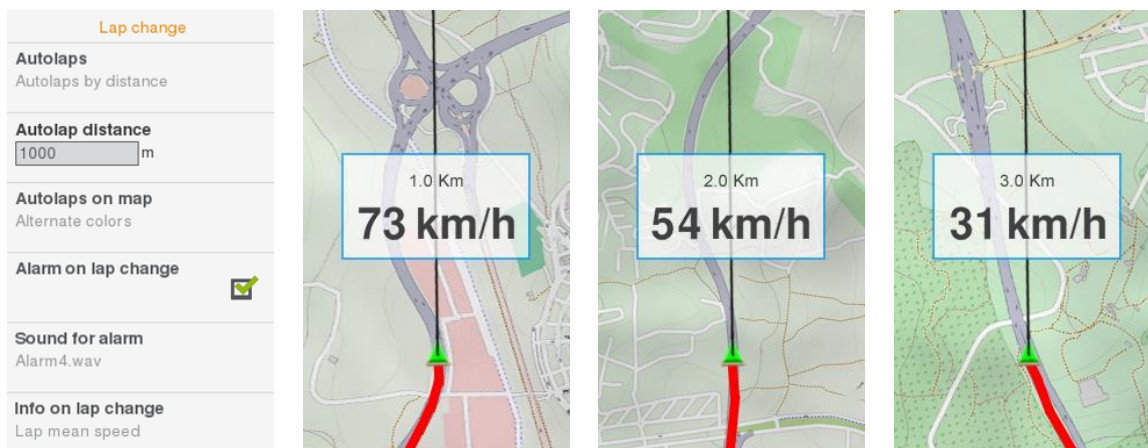 Lap change
Autolaps
Autolaps by distance
Autolap distance
1000 m
Autolaps on map
Alternate colors
Alarm on lap change
Sound for alarm
Alarm4.wav
Info on lap change
Lap mean speed
1.0 Km
73 km/h
2.0 Km
54 km/h
3.0 Km
31 km/h